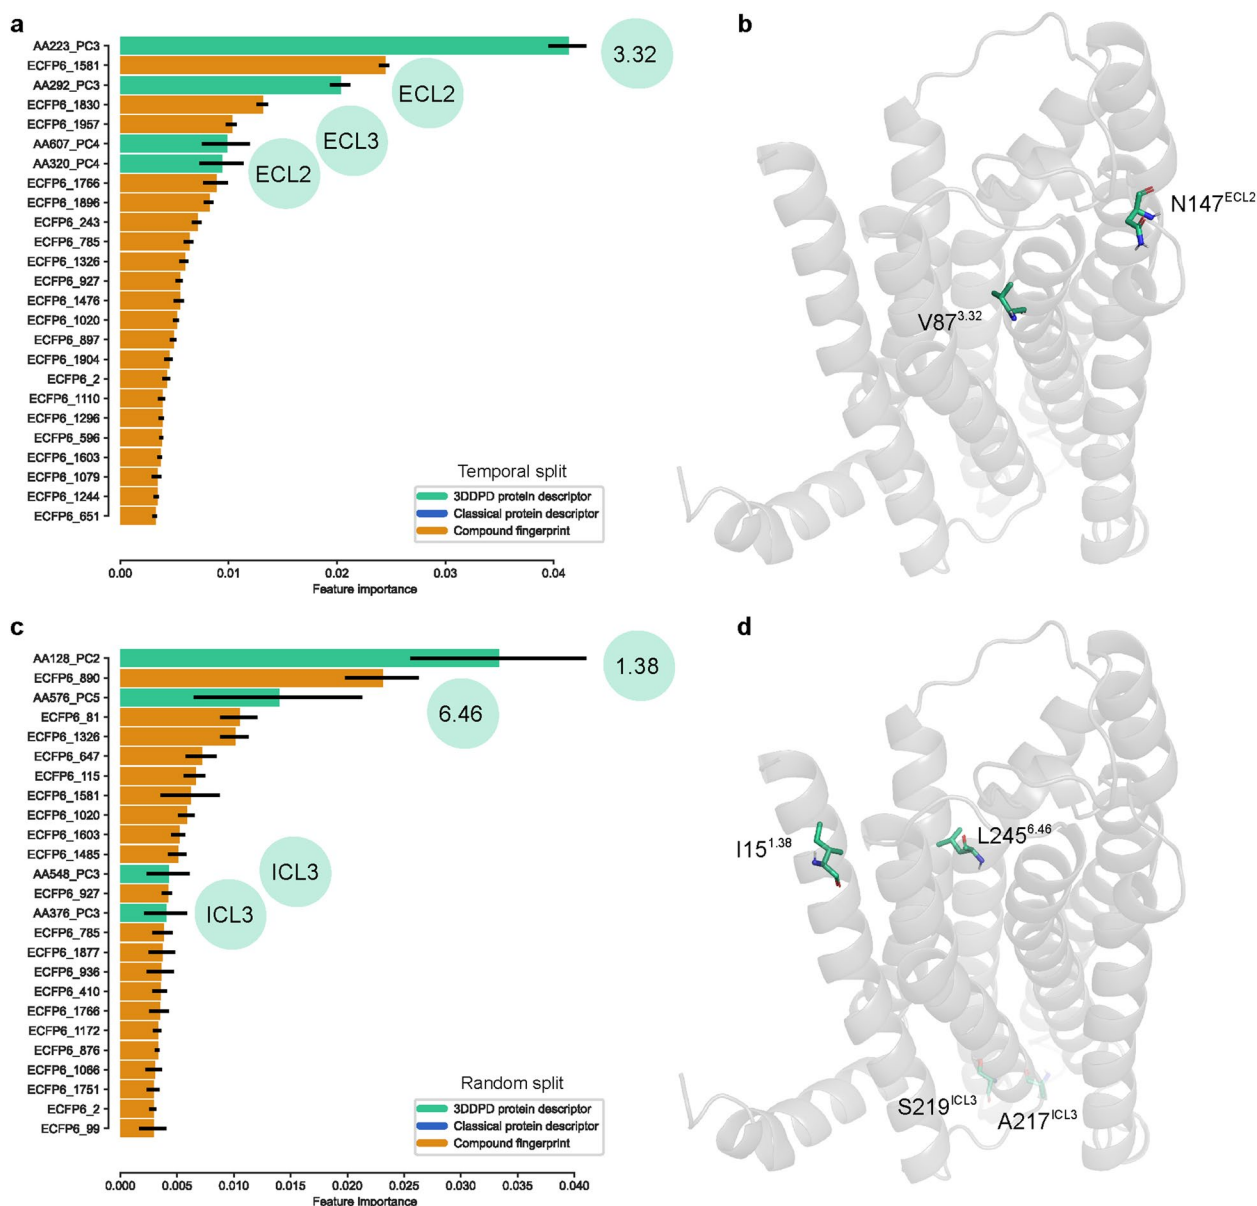 a
AA223_PC3
ECFP6_1581
AA292_PC3
ECFP6_1830
ECFP6_1957
AA607_PC4
AA320_PC4
ECFP6_1766
ECFP6_1896
ECFP6_243
ECFP6_785
ECFP6_1326
ECFP6_927
ECFP6_1476
ECFP6_1020
ECFP6_897
ECFP6_1904
ECFP6_2
ECFP6_1110
ECFP6_1296
ECFP6_596
ECFP6_1603
ECFP6_1079
ECFP6_1244
ECFP6_651
3.32
ECL2
ECL3
ECL2
Temporal split
3DDPD protein descriptor
Classical protein descriptor
Compound fingerprint
0.00 0.01 0.02 0.03 0.04
Feature importance
b
N147ECL2
V873.32
c
AA128_PC2
ECFP6_890
AA576_PC5
ECFP6_81
ECFP6_1326
ECFP6_647
ECFP6_115
ECFP6_1581
ECFP6_1020
ECFP6_1603
ECFP6_1485
AA548_PC3
ECFP6_927
AA376_PC3
ECFP6_785
ECFP6_1877
ECFP6_936
ECFP6_410
ECFP6_1766
ECFP6_1172
ECFP6_876
ECFP6_1066
ECFP6_1751
ECFP6_2
ECFP6_99
1.38
6.46
ICL3
ICL3
Random split
3DDPD protein descriptor
Classical protein descriptor
Compound fingerprint
0.000 0.005 0.010 0.015 0.020 0.025 0.030 0.035 0.040
Feature importance
d
I151.38
L2456.46
S219ICL3
A217ICL3